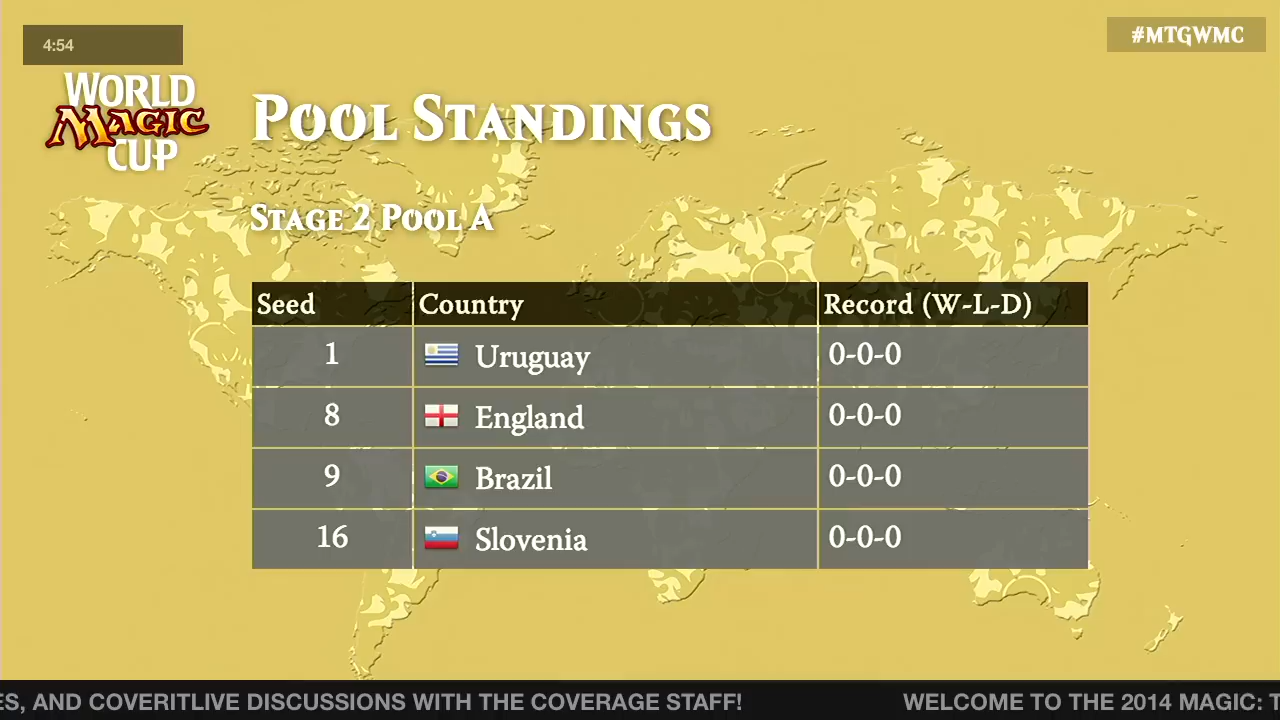 4:54
#MTGWMC
WORLD
MAGIC
CUP
POOL STANDINGS
STAGE 2 POOL A
Seed Country Record (W-L-D)
1 Uruguay 0-0-0
8 England 0-0-0
9 Brazil 0-0-0
16 Slovenia 0-0-0
ES, AND COVERITLIVE DISCUSSIONS WITH THE COVERAGE STAFF! WELCOME TO THE 2014 MAGIC: T